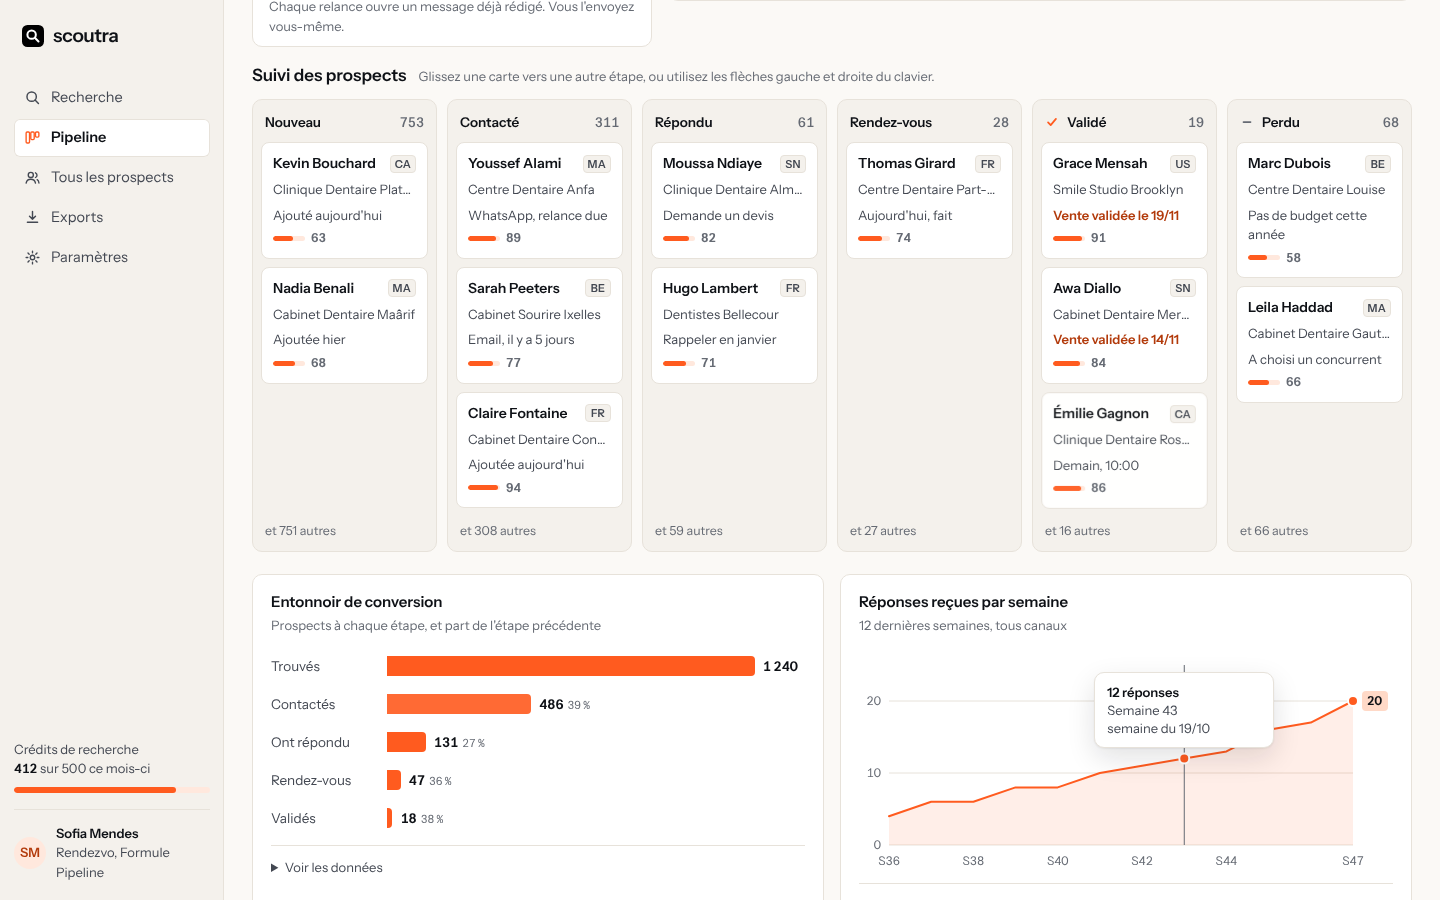 scoutra
Recherche
Pipeline
Tous les prospects
Exports
Paramètres
Crédits de recherche
412 sur 500 ce mois-ci
SM
Sofia Mendes
Rendezvo, Formule
Pipeline
Chaque relance ouvre un message déjà rédigé. Vous l'envoyez
vous-même.
Suivi des prospects Glissez une carte vers une autre étape, ou utilisez les flèches gauche et droite du clavier.
Nouveau 753
Kevin Bouchard CA
Clinique Dentaire Plat...
Ajouté aujourd'hui
63
Nadia Benali MA
Cabinet Dentaire Maârif
Ajoutée hier
68
et 751 autres
Contacté 311
Youssef Alami MA
Centre Dentaire Anfa
WhatsApp, relance due
89
Sarah Peeters BE
Cabinet Sourire Ixelles
Email, il y a 5 jours
77
Claire Fontaine FR
Cabinet Dentaire Con...
Ajoutée aujourd'hui
94
et 308 autres
Répondu 61
Moussa Ndiaye SN
Clinique Dentaire Alm...
Demande un devis
82
Hugo Lambert FR
Dentistes Bellecour
Rappeler en janvier
71
et 59 autres
Rendez-vous 28
Thomas Girard FR
Centre Dentaire Part-...
Aujourd'hui, fait
74
et 27 autres
Validé 19
Grace Mensah US
Smile Studio Brooklyn
Vente validée le 19/11
91
Awa Diallo SN
Cabinet Dentaire Mer...
Vente validée le 14/11
84
Émilie Gagnon CA
Clinique Dentaire Ros...
Demain, 10:00
86
et 16 autres
Perdu 68
Marc Dubois BE
Centre Dentaire Louise
Pas de budget cette
année
58
Leila Haddad MA
Cabinet Dentaire Gaut...
A choisi un concurrent
66
et 66 autres
Entonnoir de conversion
Prospects à chaque étape, et part de l'étape précédente
Trouvés 1 240
Contactés 486 39 %
Ont répondu 131 27 %
Rendez-vous 47 36 %
Validés 18 38 %
Voir les données
Réponses reçues par semaine
12 dernières semaines, tous canaux
12 réponses
Semaine 43
semaine du 19/10
20
20
10
0
S36 S38 S40 S42 S44 S47